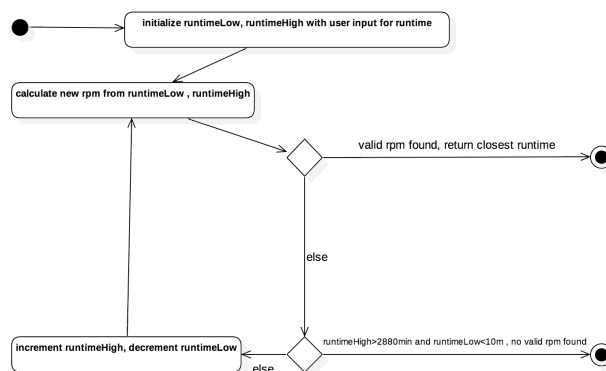 initialize runtimeLow, runtimeHigh with user input for runtime
calculate new rpm from runtimeLow , runtimeHigh
valid rpm found, return closest runtime
else
runtimeHigh>2880min and runtimeLow<10m , no valid rpm found
increment runtimeHigh, decrement runtimeLow
else